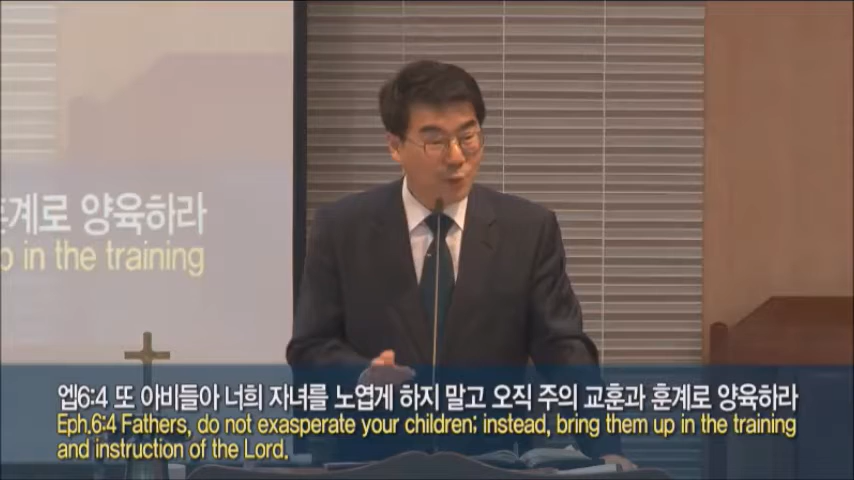 훈계로 양육하라
p in the training
엡6:4 또 아비들아 너희 자녀를 노엽게 하지 말고 오직 주의 교훈과 훈계로 양육하라
Eph.6:4 Fathers, do not exasperate your children; instead, bring them up in the training
and instruction of the Lord.